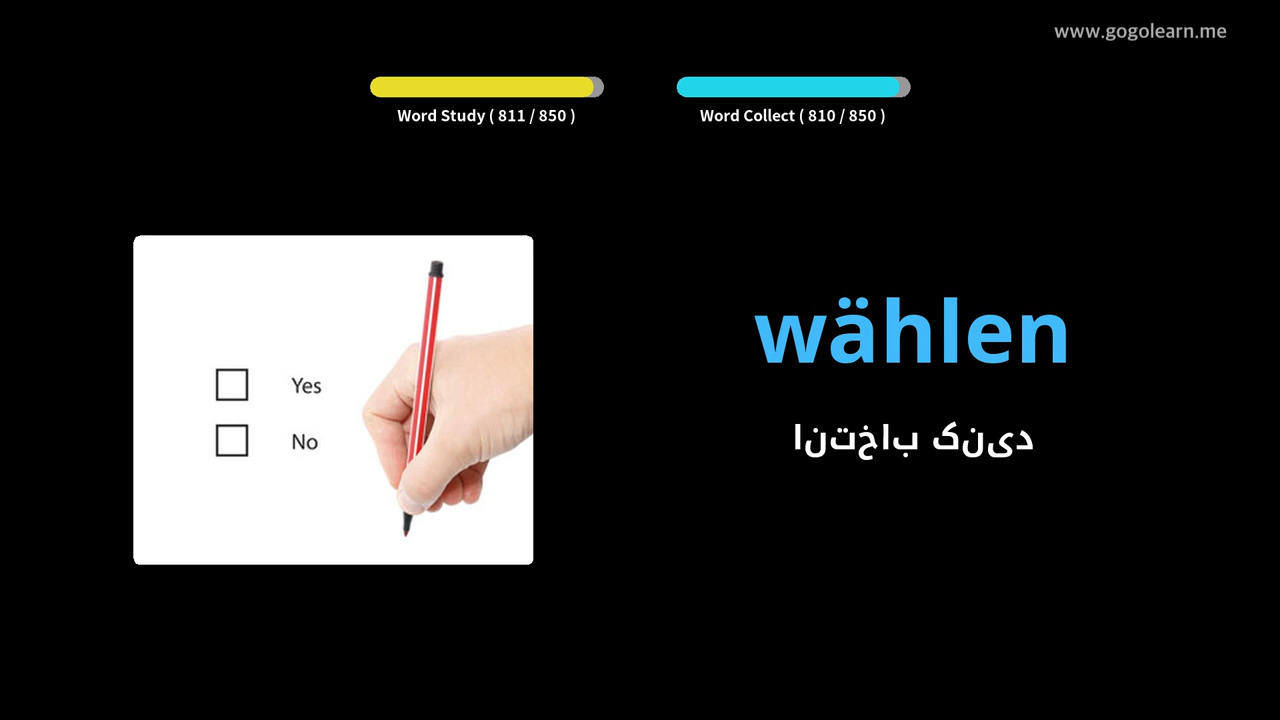 www.gogolearn.me
Word Study ( 811 / 850 )
Word Collect ( 810 / 850 )
Yes
No
wählen
انتخاب کنید